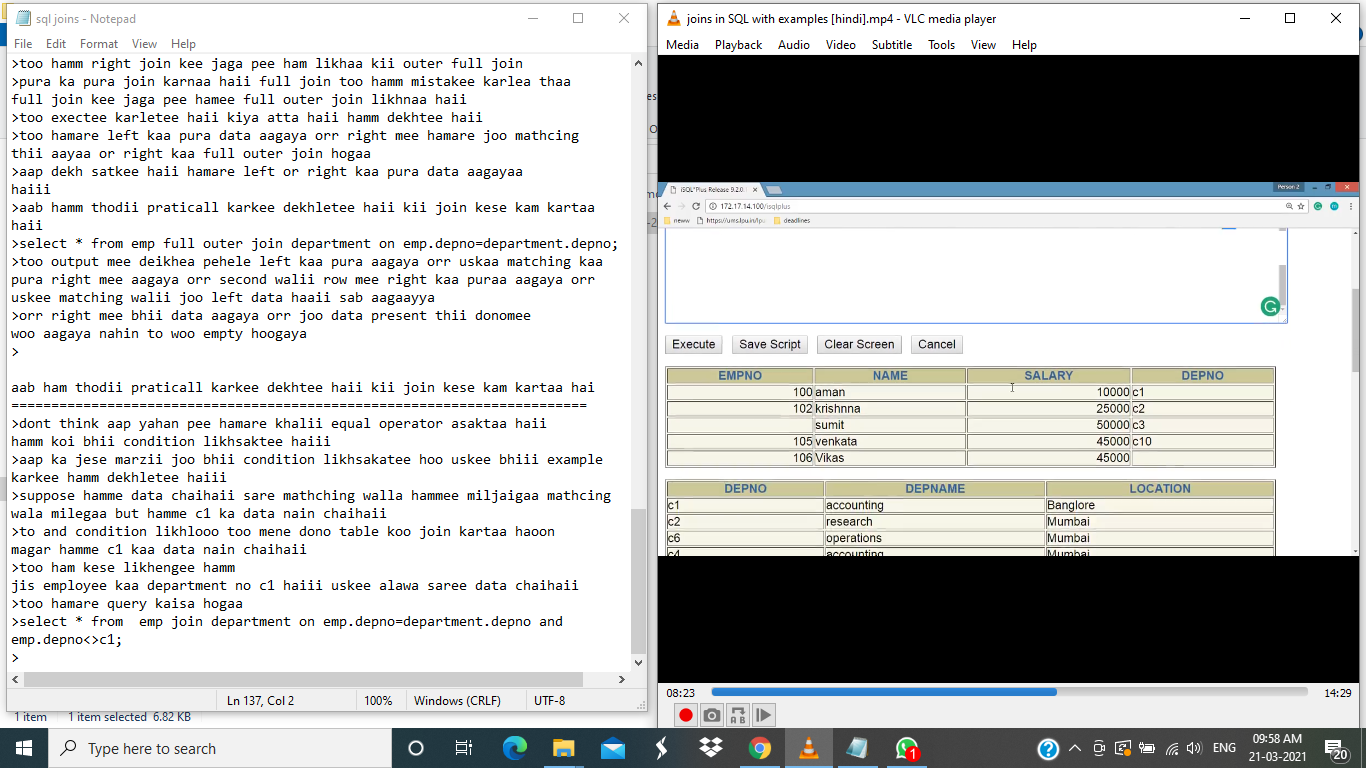 sql joins - Notepad
File Edit Format View Help
>too hamm right join kee jaga pee ham likhaa kii outer full join
>pura ka pura join karnaa haii full join too hamm mistakee karlea thaa
full join kee jaga pee hamee full outer join likhnaa haii
>too exectee karletee haii kiya atta haii hamm dekhtee haii
>too hamare left kaa pura data aagaya orr right mee hamare joo mathcing
thii aayaa or right kaa full outer join hogaa
>aap dekh satkee haii hamare left or right kaa pura data aagayaa
haiii
>aab hamm thodii praticall karkee dekhletee haii kii join kese kam kartaa
haii
>select * from emp full outer join department on emp.depno=department.depno;
>too output mee deikhea pehele left kaa pura aagaya orr uskaa matching kaa
pura right mee aagaya orr second walii row mee right kaa puraa aagaya orr
uskee matching walii joo left data haaii sab aagaayya
>orr right mee bhii data aagaya orr joo data present thii donomee
woo aagaya nahin to woo empty hoogaya
>
aab ham thodii praticall karkee dekhtee haii kii join kese kam kartaa hai
========================================================================
>dont think aap yahan pee hamare khalii equal operator asaktaa haii
hamm koi bhii condition likhsaktee haiii
>aap ka jese marzii joo bhii condition likhsakatee hoo uskee bhiii example
karkee hamm dekhletee haiii
>suppose hamme data chaihaii sare mathching walla hammee miljaigaa mathcing
wala milegaa but hamme c1 ka data nain chaihaii
>to and condition likhlooo too mene dono table koo join kartaa haoon
magar hamme c1 kaa data nain chaihaii
>too ham kese likhengee hamm
jis employee kaa department no c1 haiii uskee alawa saree data chaihaii
>too hamare query kaisa hogaa
>select * from  emp join department on emp.depno=department.depno and
emp.depno<>c1;
>
Ln 137, Col 2 100% Windows (CRLF) UTF-8
1 item 1 item selected 6.82 KB
joins in SQL with examples [hindi].mp4 - VLC media player
Media Playback Audio Video Subtitle Tools View Help
iSQL*Plus Release 9.2.0. Person 2
172.17.14.100/isqlplus
neww https://ums.lpu.in/lpu deadlines
Execute Save Script Clear Screen Cancel
EMPNO NAME SALARY DEPNO
100 aman 10000 c1
102 krishnna 25000 c2
sumit 50000 c3
105 venkata 45000 c10
106 Vikas 45000
DEPNO DEPNAME LOCATION
c1 accounting Banglore
c2 research Mumbai
c6 operations Mumbai
c4 accounting Mumbai
08:23 14:29
Type here to search
1
ENG
09:58 AM
21-03-2021
20